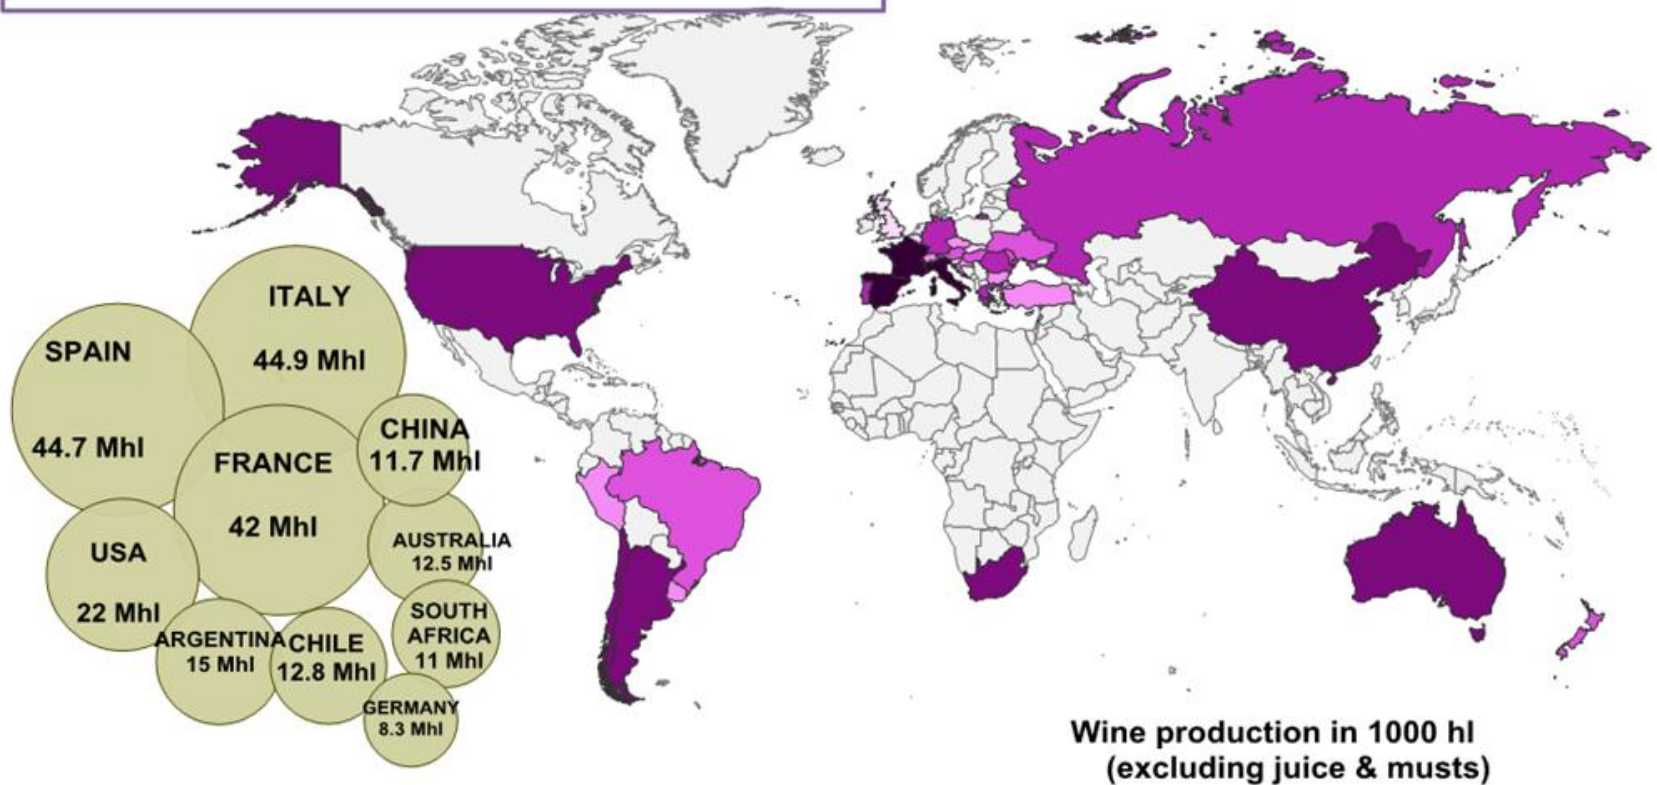 ITALY
44.9 Mhl
SPAIN
44.7 Mhl
CHINA
11.7 Mhl
FRANCE
42 Mhl
AUSTRALIA
12.5 Mhl
USA
22 Mhl
SOUTH
AFRICA
11 Mhl
ARGENTINA
15 Mhl
CHILE
12.8 Mhl
GERMANY
8.3 Mhl
Wine production in 1000 hl
(excluding juice & musts)